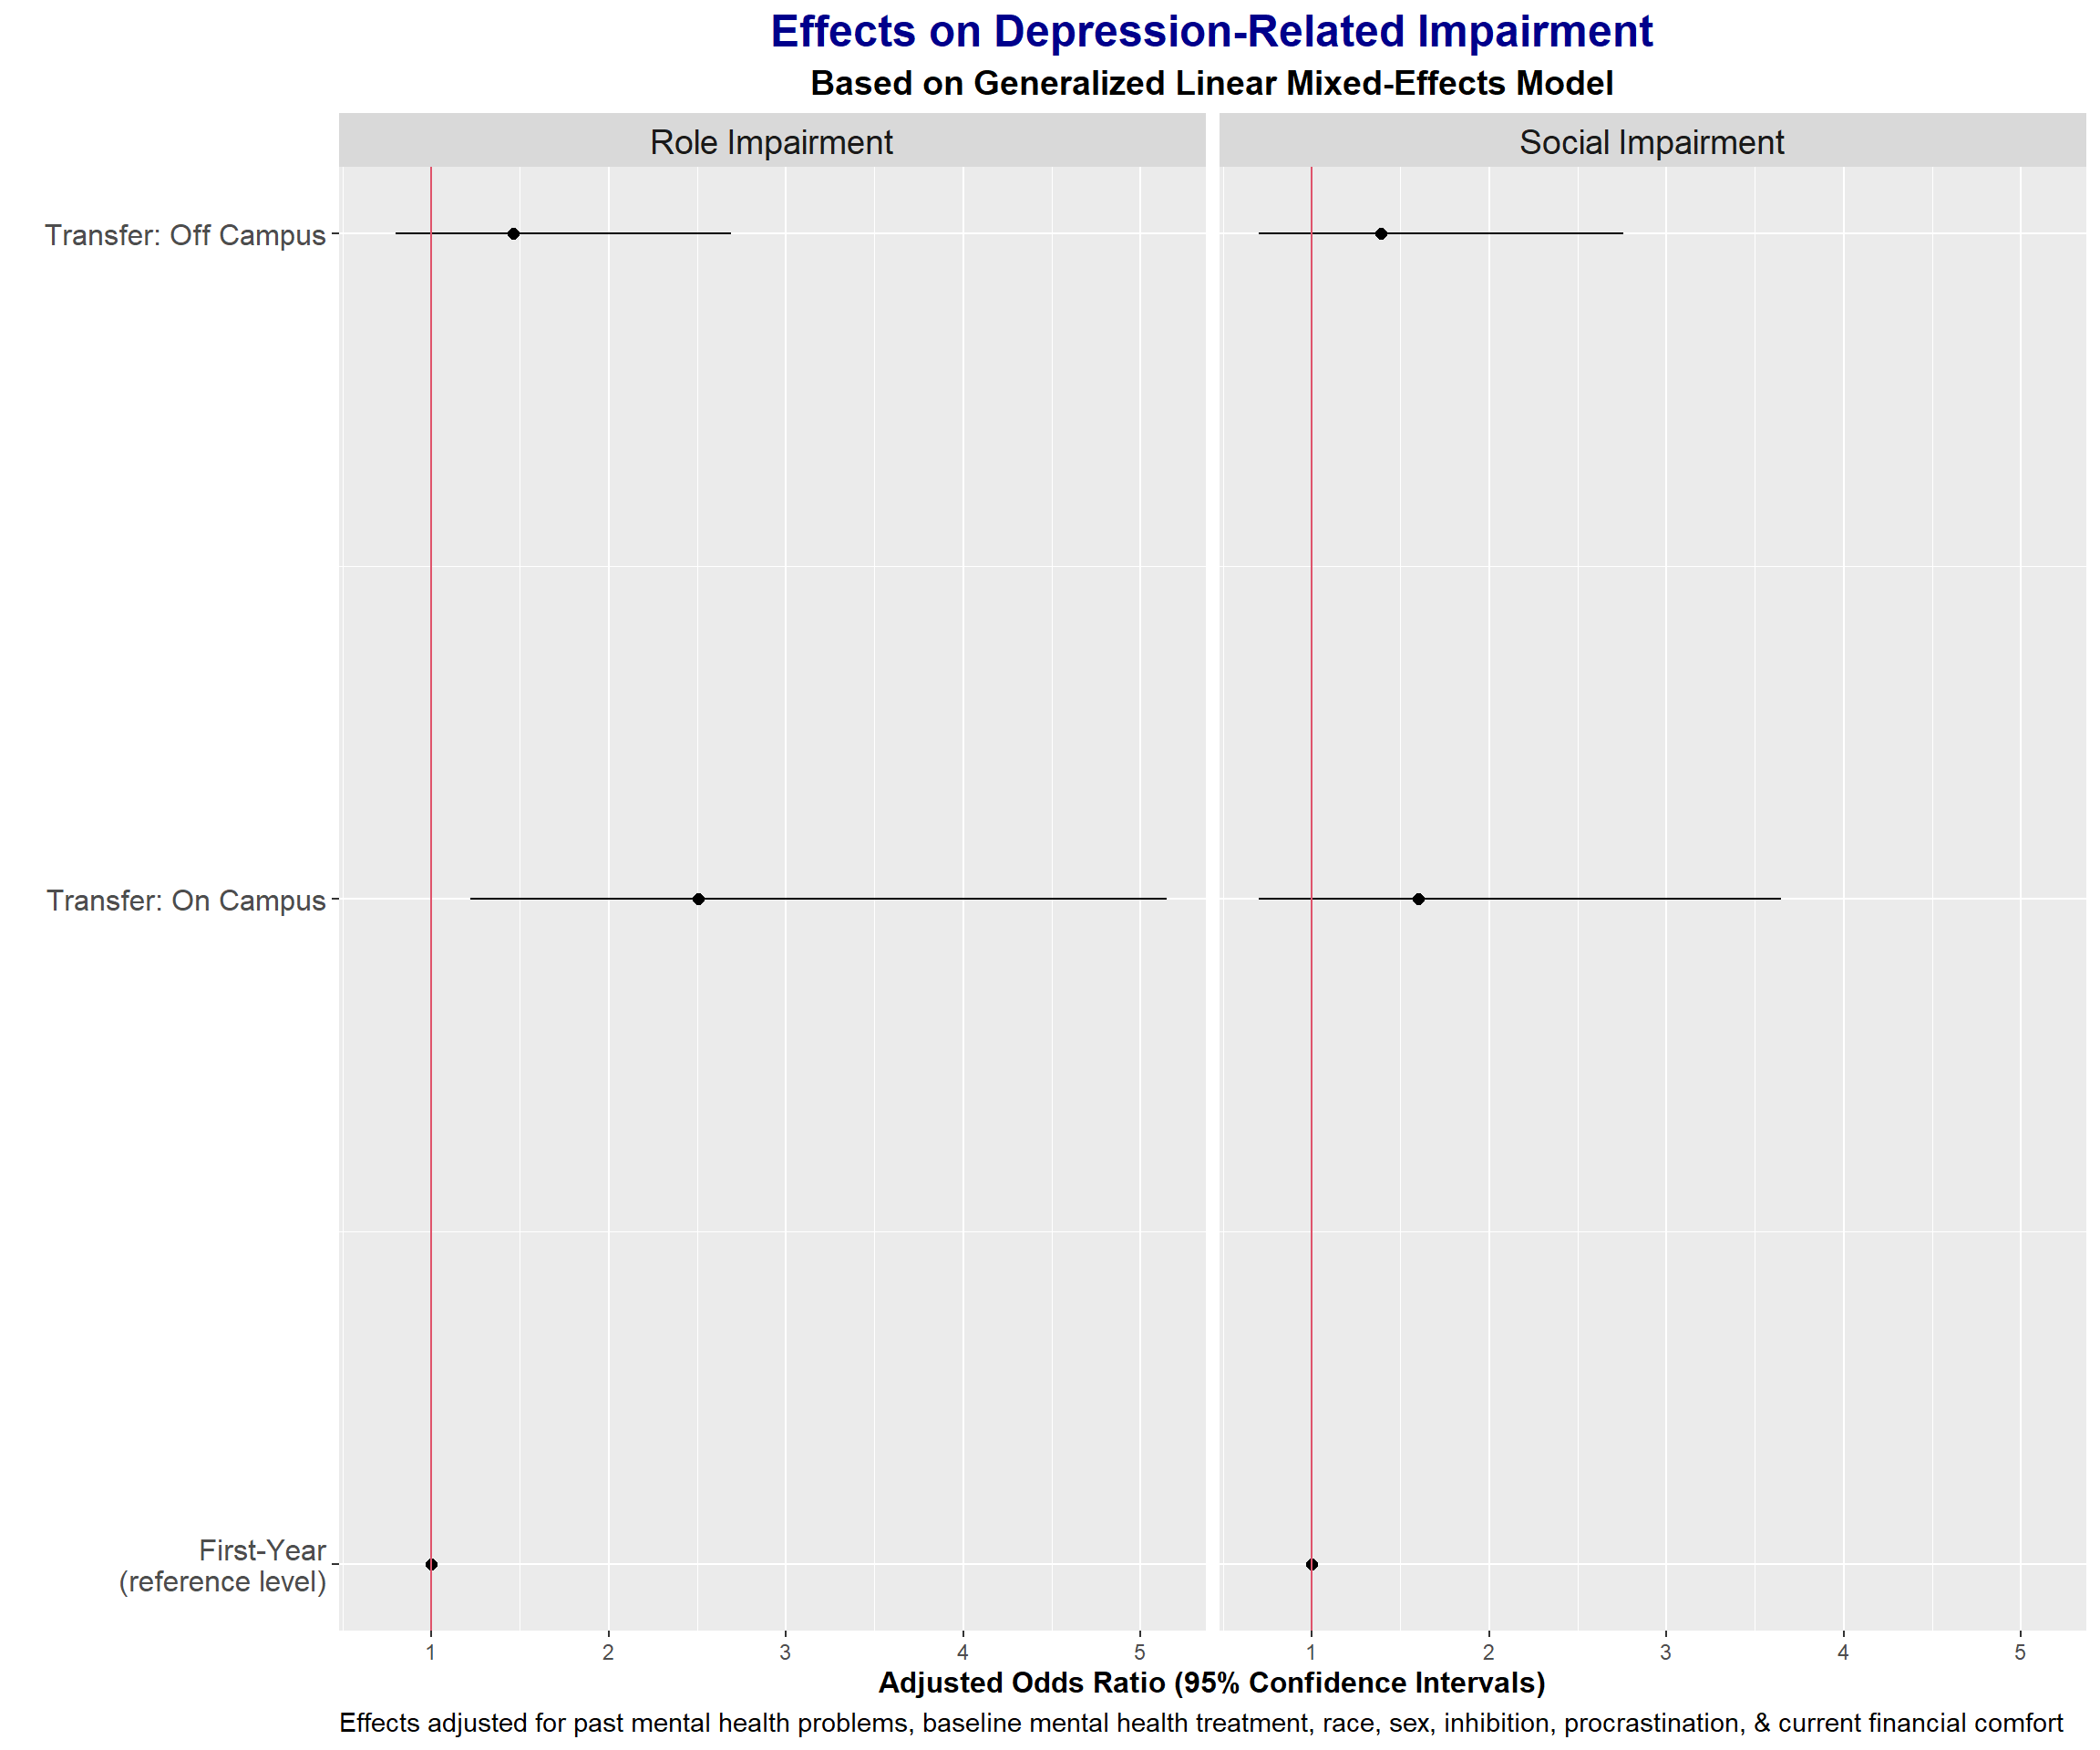 Effects on Depression-Related Impairment
Based on Generalized Linear Mixed-Effects Model
Role Impairment
Social Impairment
Transfer: Off Campus
Transfer: On Campus
First-Year
(reference level)
1 2 3 4 5
1 2 3 4 5
Adjusted Odds Ratio (95% Confidence Intervals)
Effects adjusted for past mental health problems, baseline mental health treatment, race, sex, inhibition, procrastination, & current financial comfort